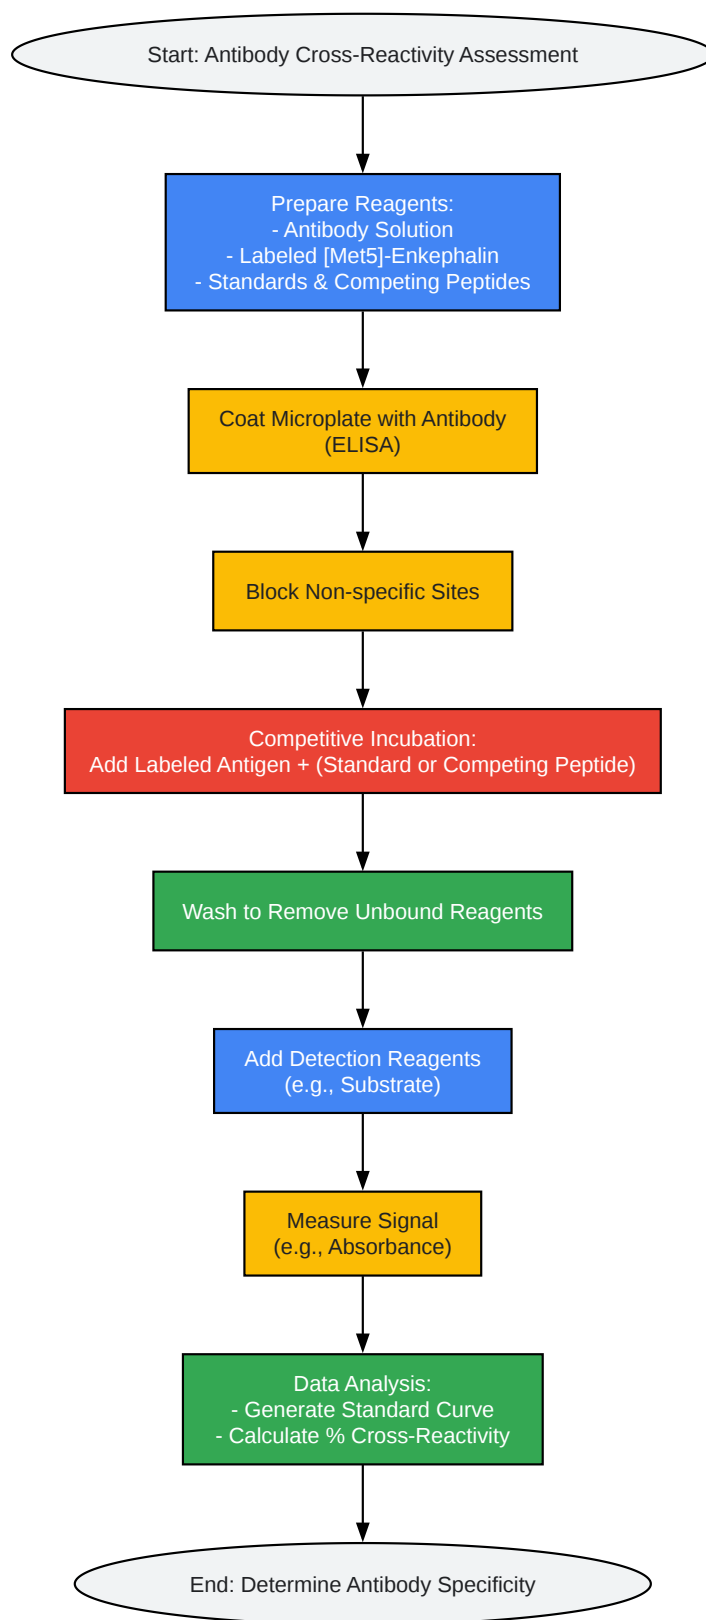 Start: Antibody Cross-Reactivity Assessment
Prepare Reagents:
- Antibody Solution
- Labeled [Met5]-Enkephalin
- Standards & Competing Peptides
Coat Microplate with Antibody
(ELISA)
Block Non-specific Sites
Competitive Incubation:
Add Labeled Antigen + (Standard or Competing Peptide)
Wash to Remove Unbound Reagents
Add Detection Reagents
(e.g., Substrate)
Measure Signal
(e.g., Absorbance)
Data Analysis:
- Generate Standard Curve
- Calculate % Cross-Reactivity
End: Determine Antibody Specificity